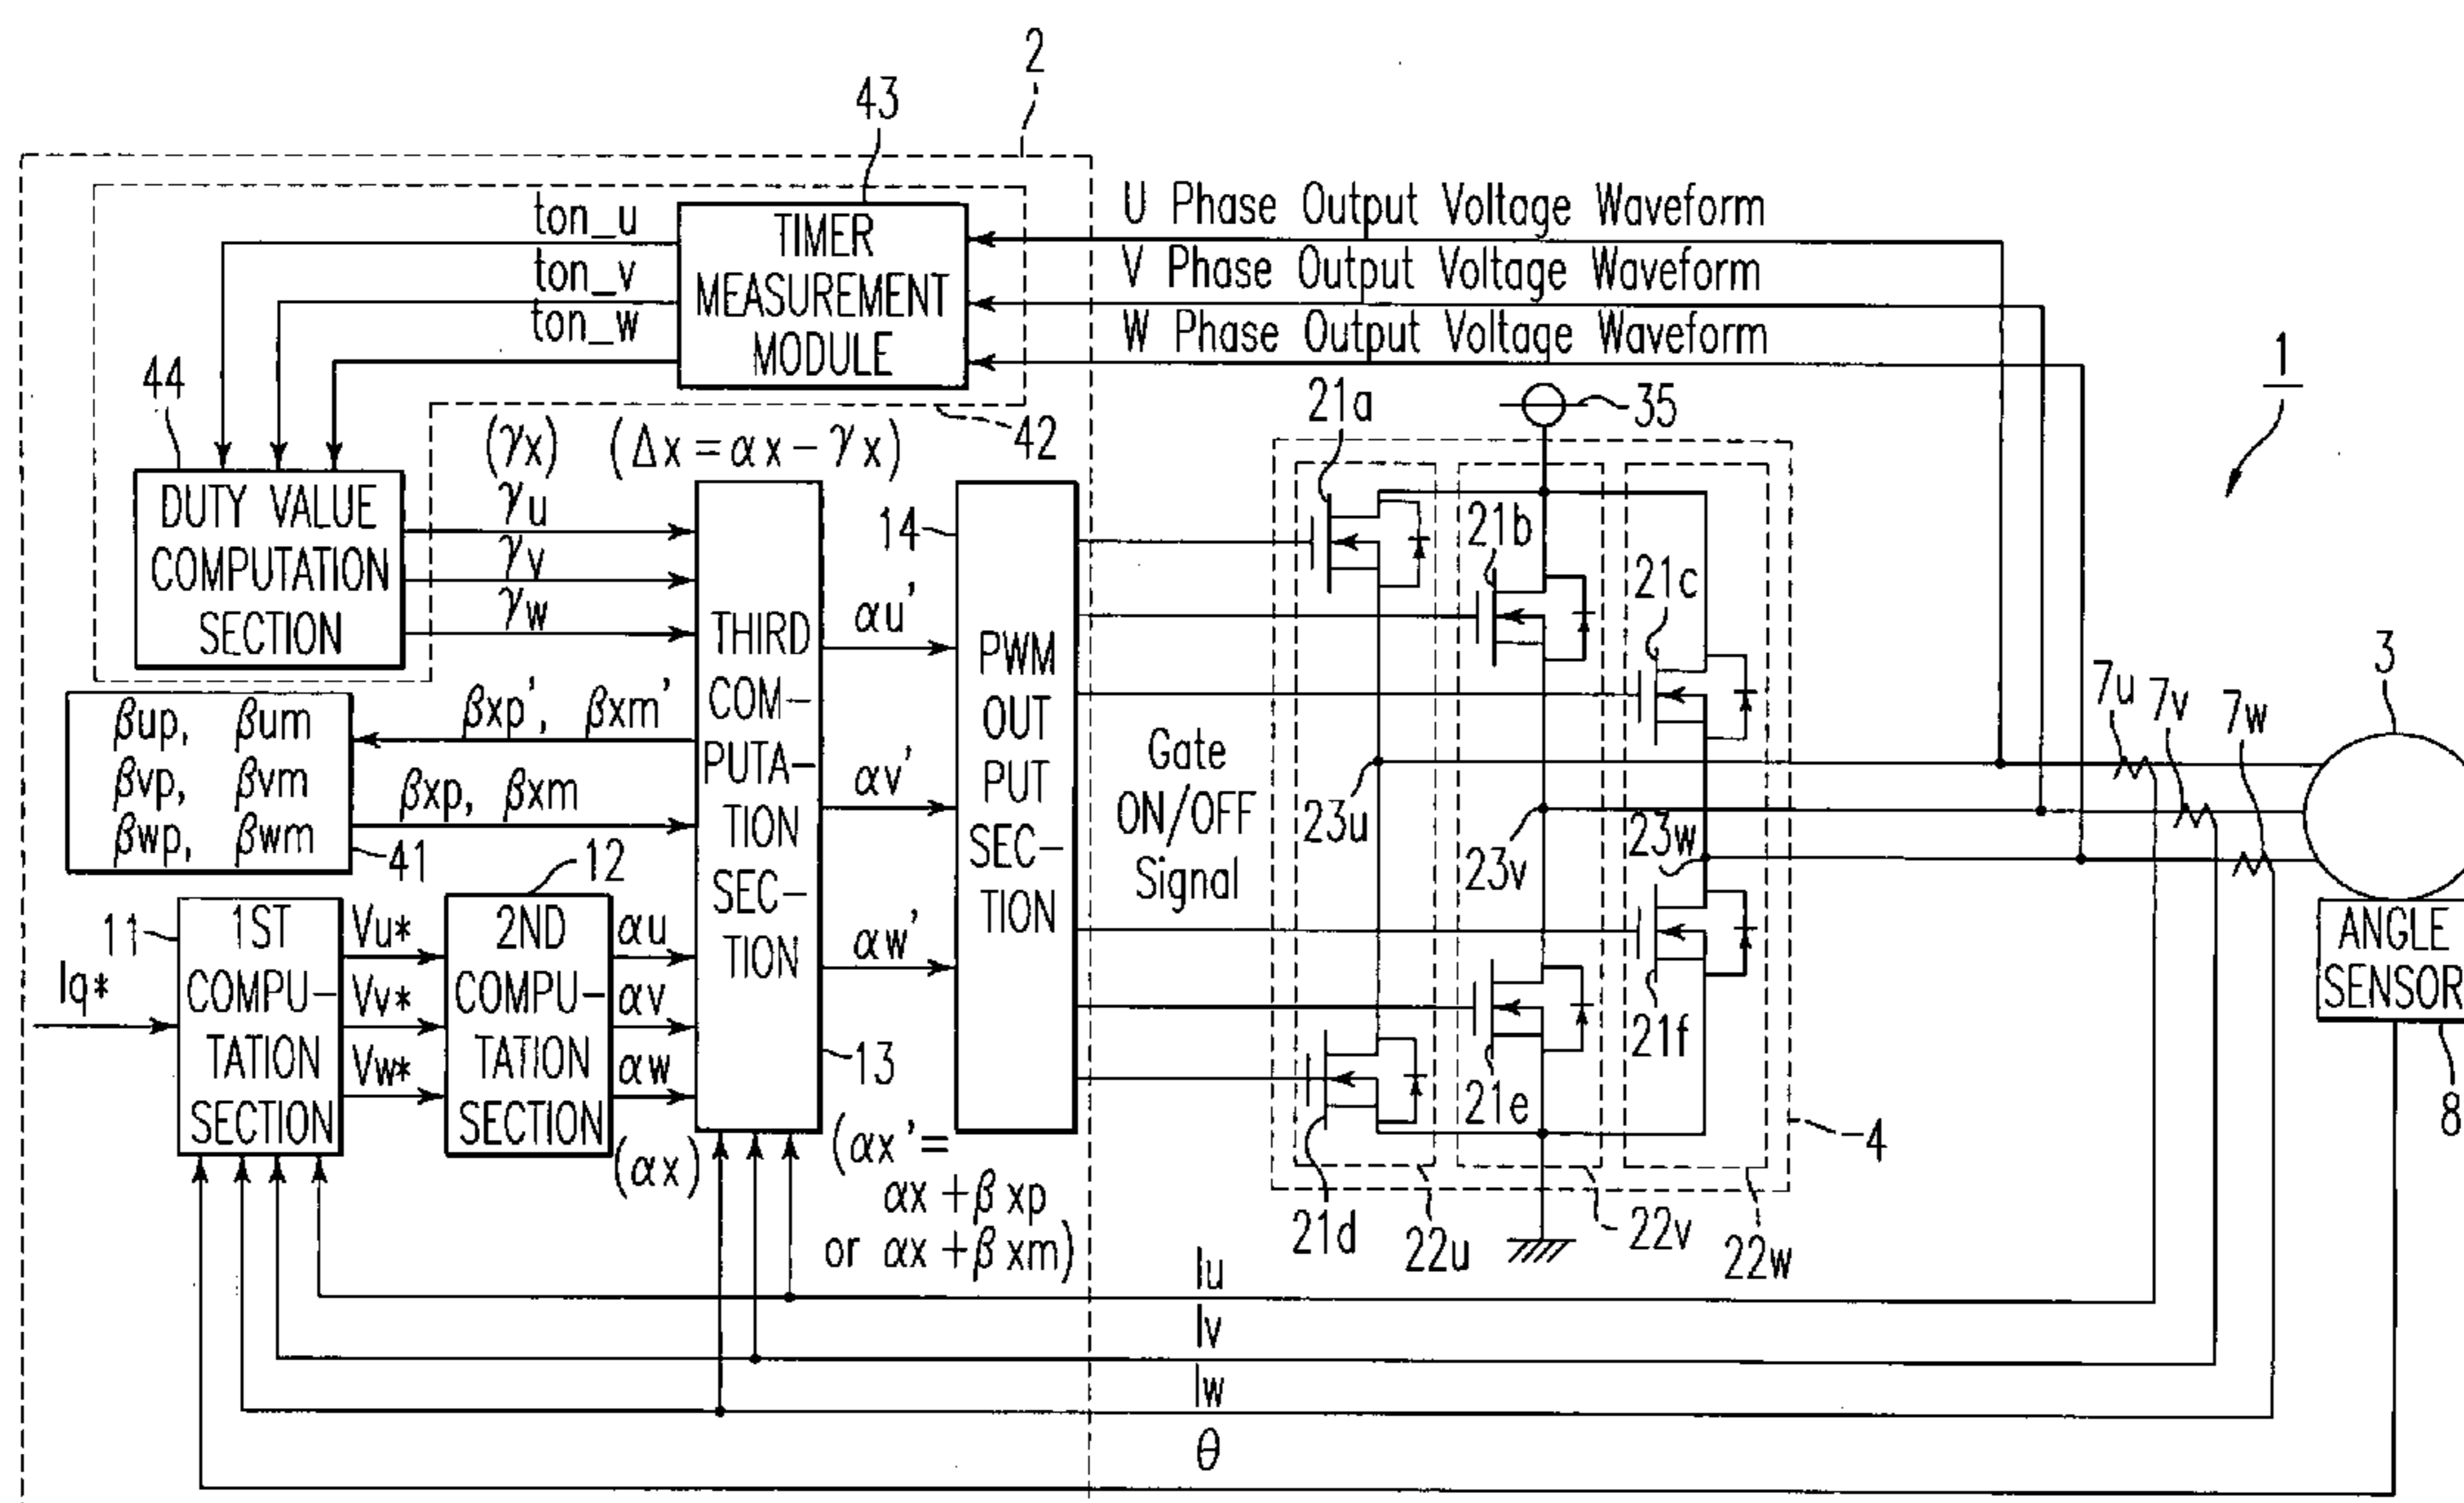 2
43
ton_u
ton_v
ton_w
TIMER
MEASUREMENT
MODULE
U Phase Output Voltage Waveform
V Phase Output Voltage Waveform
W Phase Output Voltage Waveform
1
44
42
21a
35
(γx) (Δx = αx − γx)
DUTY VALUE
COMPUTATION
SECTION
γu
γv
γw
14
21b
21c
THIRD
COM-
PUTA-
TION
SEC-
TION
αu'
αv'
αw'
PWM
OUT
PUT
SEC-
TION
Gate
ON/OFF
Signal
βup, βum
βvp, βvm
βwp, βwm
41
βxp', βxm'
βxp, βxm
23u
23v
23w
7u
7v
7w
3
ANGLE
SENSOR
8
12
11
Iq*
1ST
COMPU-
TATION
SECTION
Vu*
Vv*
Vw*
2ND
COMPU-
TATION
SECTION
αu
αv
αw
(αx)
13
(αx' =
αx + βxp
or αx + βxm)
21f
21e
21d
4
22u
22v
22w
Iu
Iv
Iw
θ